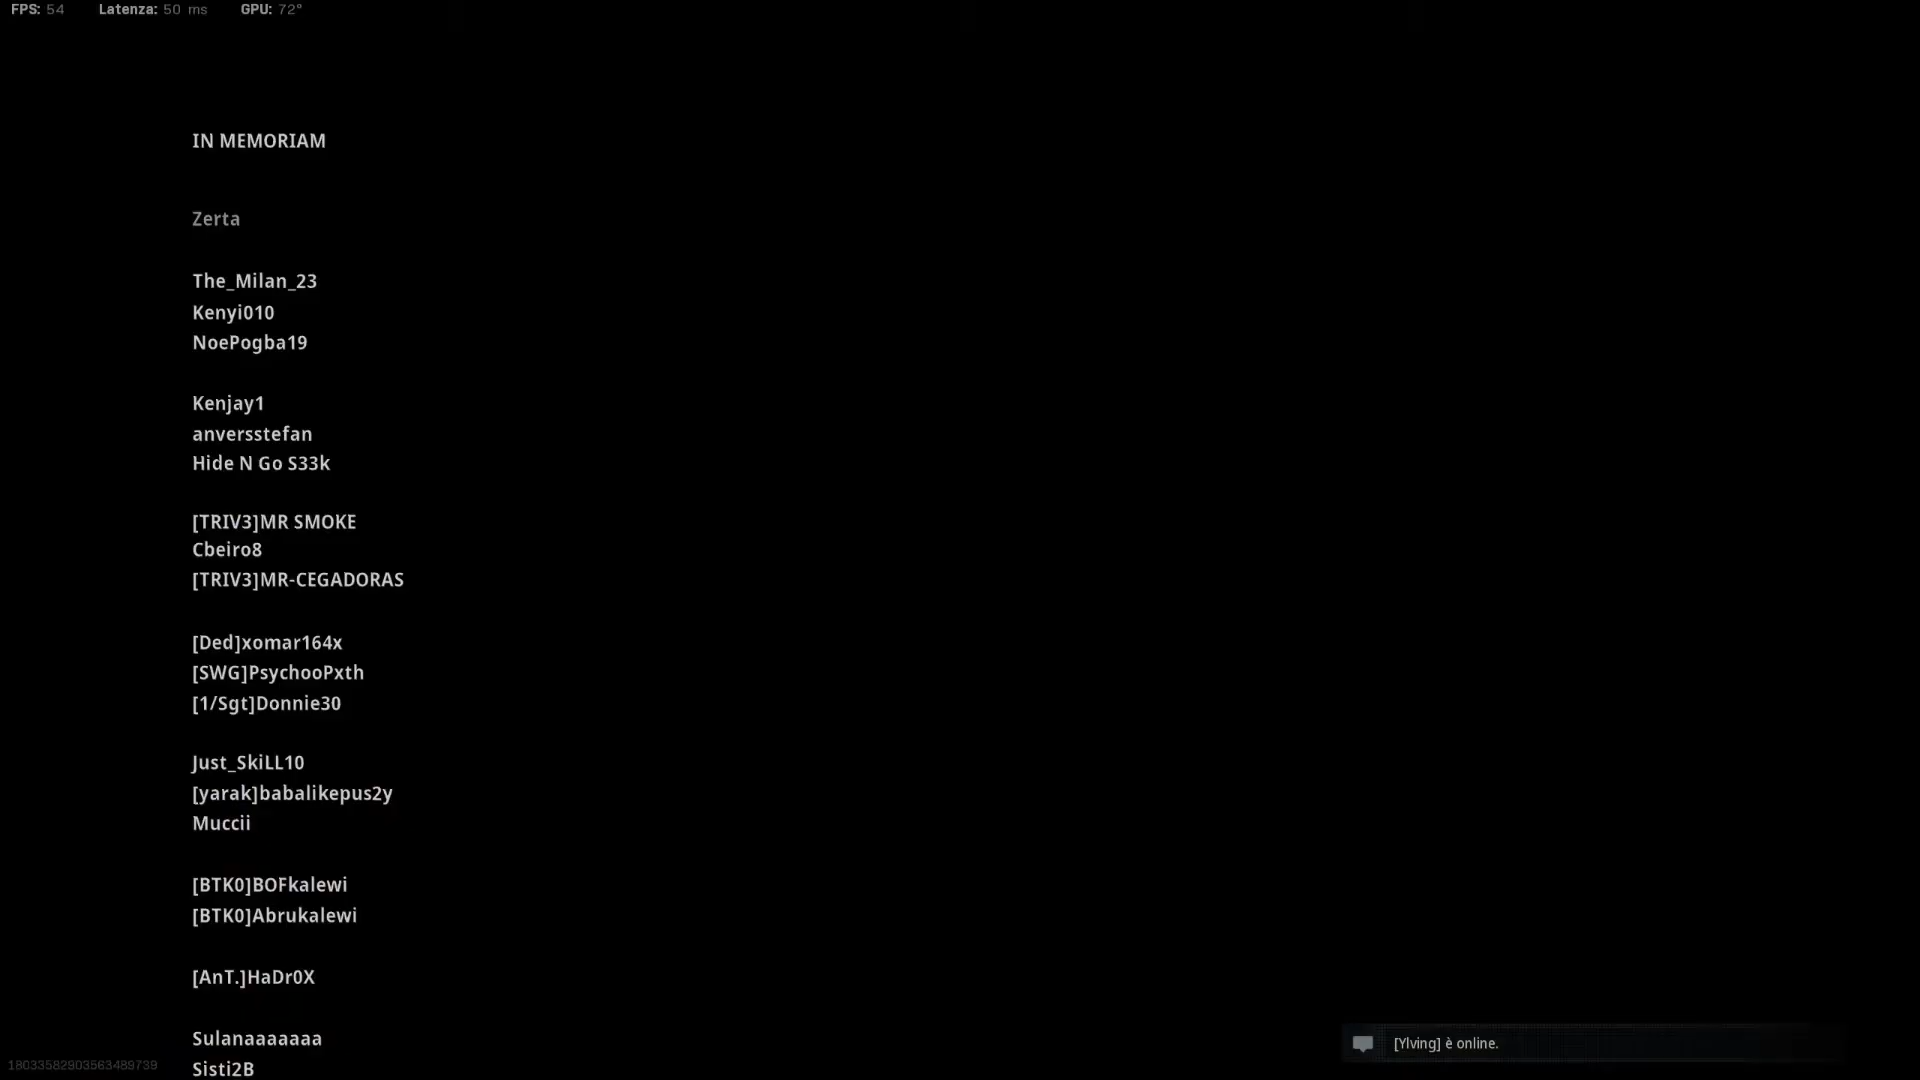 FPS: 54 Latenza: 50 ms GPU: 72°
IN MEMORIAM
Zerta
The_Milan_23
Kenyi010
NoePogba19
Kenjay1
anversstefan
Hide N Go S33k
[TRIV3]MR SMOKE
Cbeiro8
[TRIV3]MR-CEGADORAS
[Ded]xomar164x
[SWG]PsychooPxth
[1/Sgt]Donnie30
Just_SkiLL10
[yarak]babalikepus2y
Muccii
[BTK0]BOFkalewi
[BTK0]Abrukalewi
[AnT.]HaDr0X
Sulanaaaaaaa
Sisti2B
[Ylving] è online.
18033582903563489739